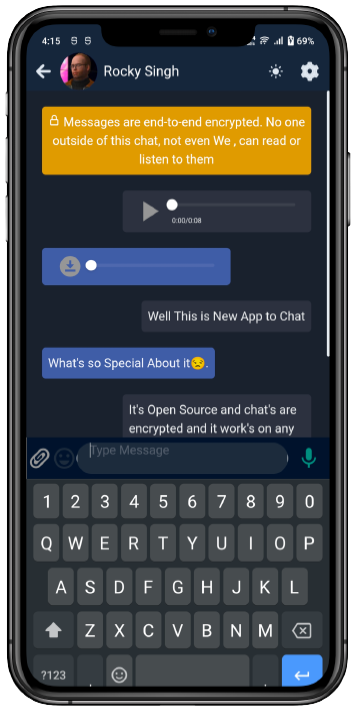 4:15 69%
Rocky Singh
Messages are end-to-end encrypted. No one
outside of this chat, not even We , can read or
listen to them
0:00/0:08
Well This is New App to Chat
What's so Special About it😒.
It's Open Source and chat's are
encrypted and it work's on any
Type Message
1 2 3 4 5 6 7 8 9 0
Q W E R T Y U I O P
A S D F G H J K L
Z X C V B N M
?123 , .